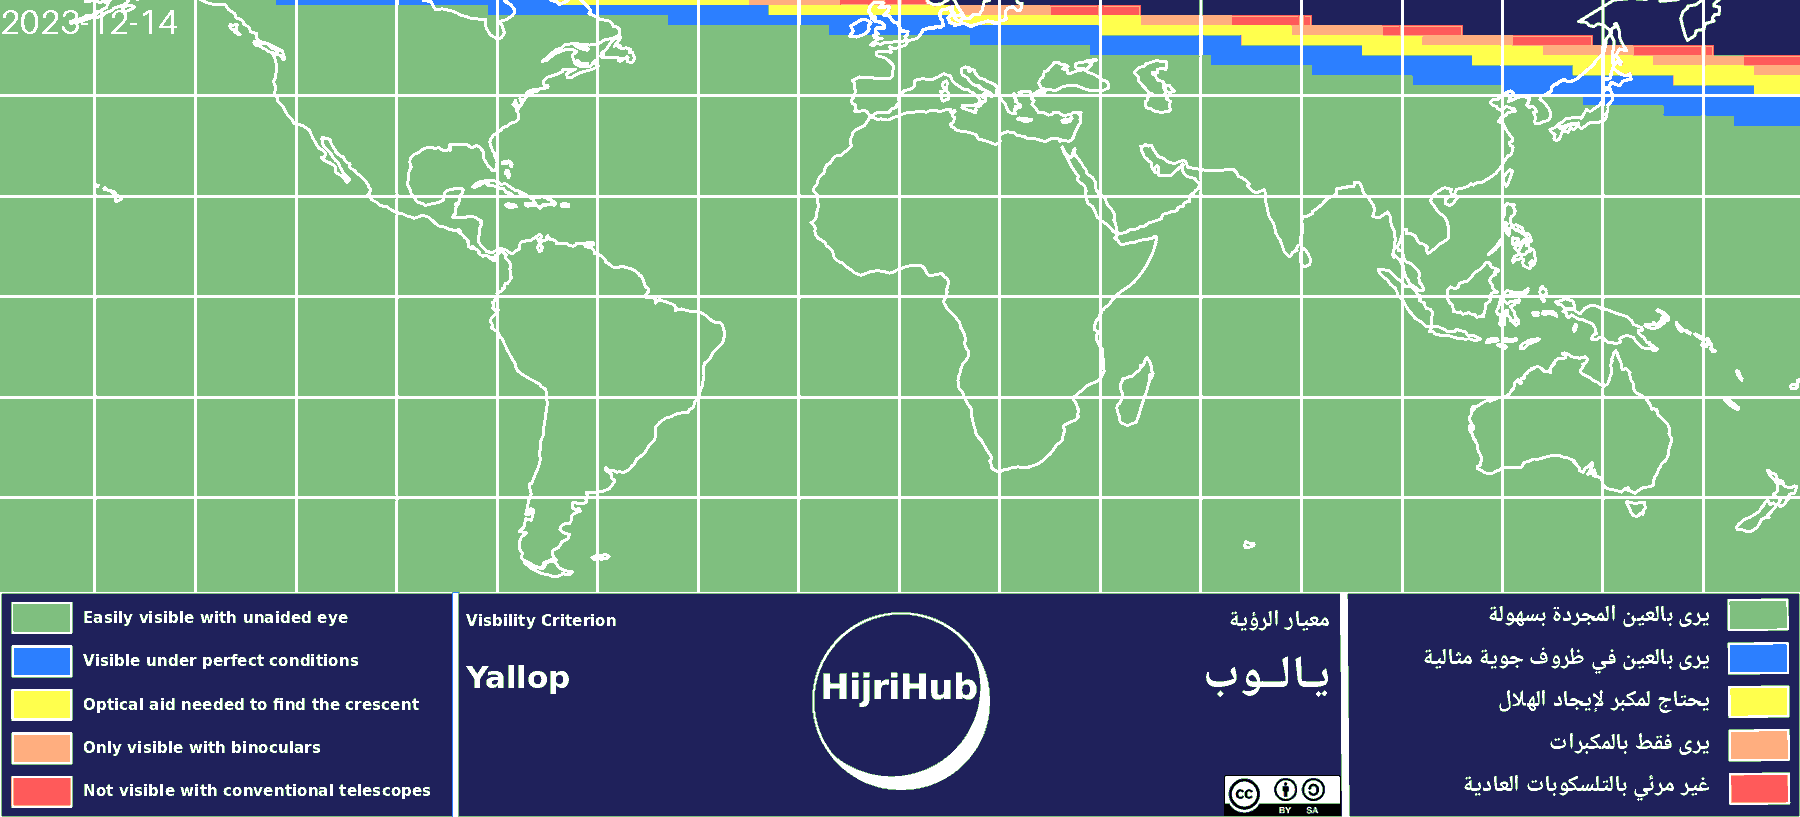 2023-12-14
Easily visible with unaided eye
Visible under perfect conditions
Optical aid needed to find the crescent
Only visible with binoculars
Not visible with conventional telescopes
Visbility Criterion
Yallop
HijriHub
معيار الرؤية
يـالـوب
cc BY SA
يرى بالعين المجردة بسهولة
يرى بالعين في ظروف جوية مثالية
يحتاج لمكبر لإيجاد الهلال
يرى فقط بالمكبرات
غير مرئي بالتلسكوبات العادية